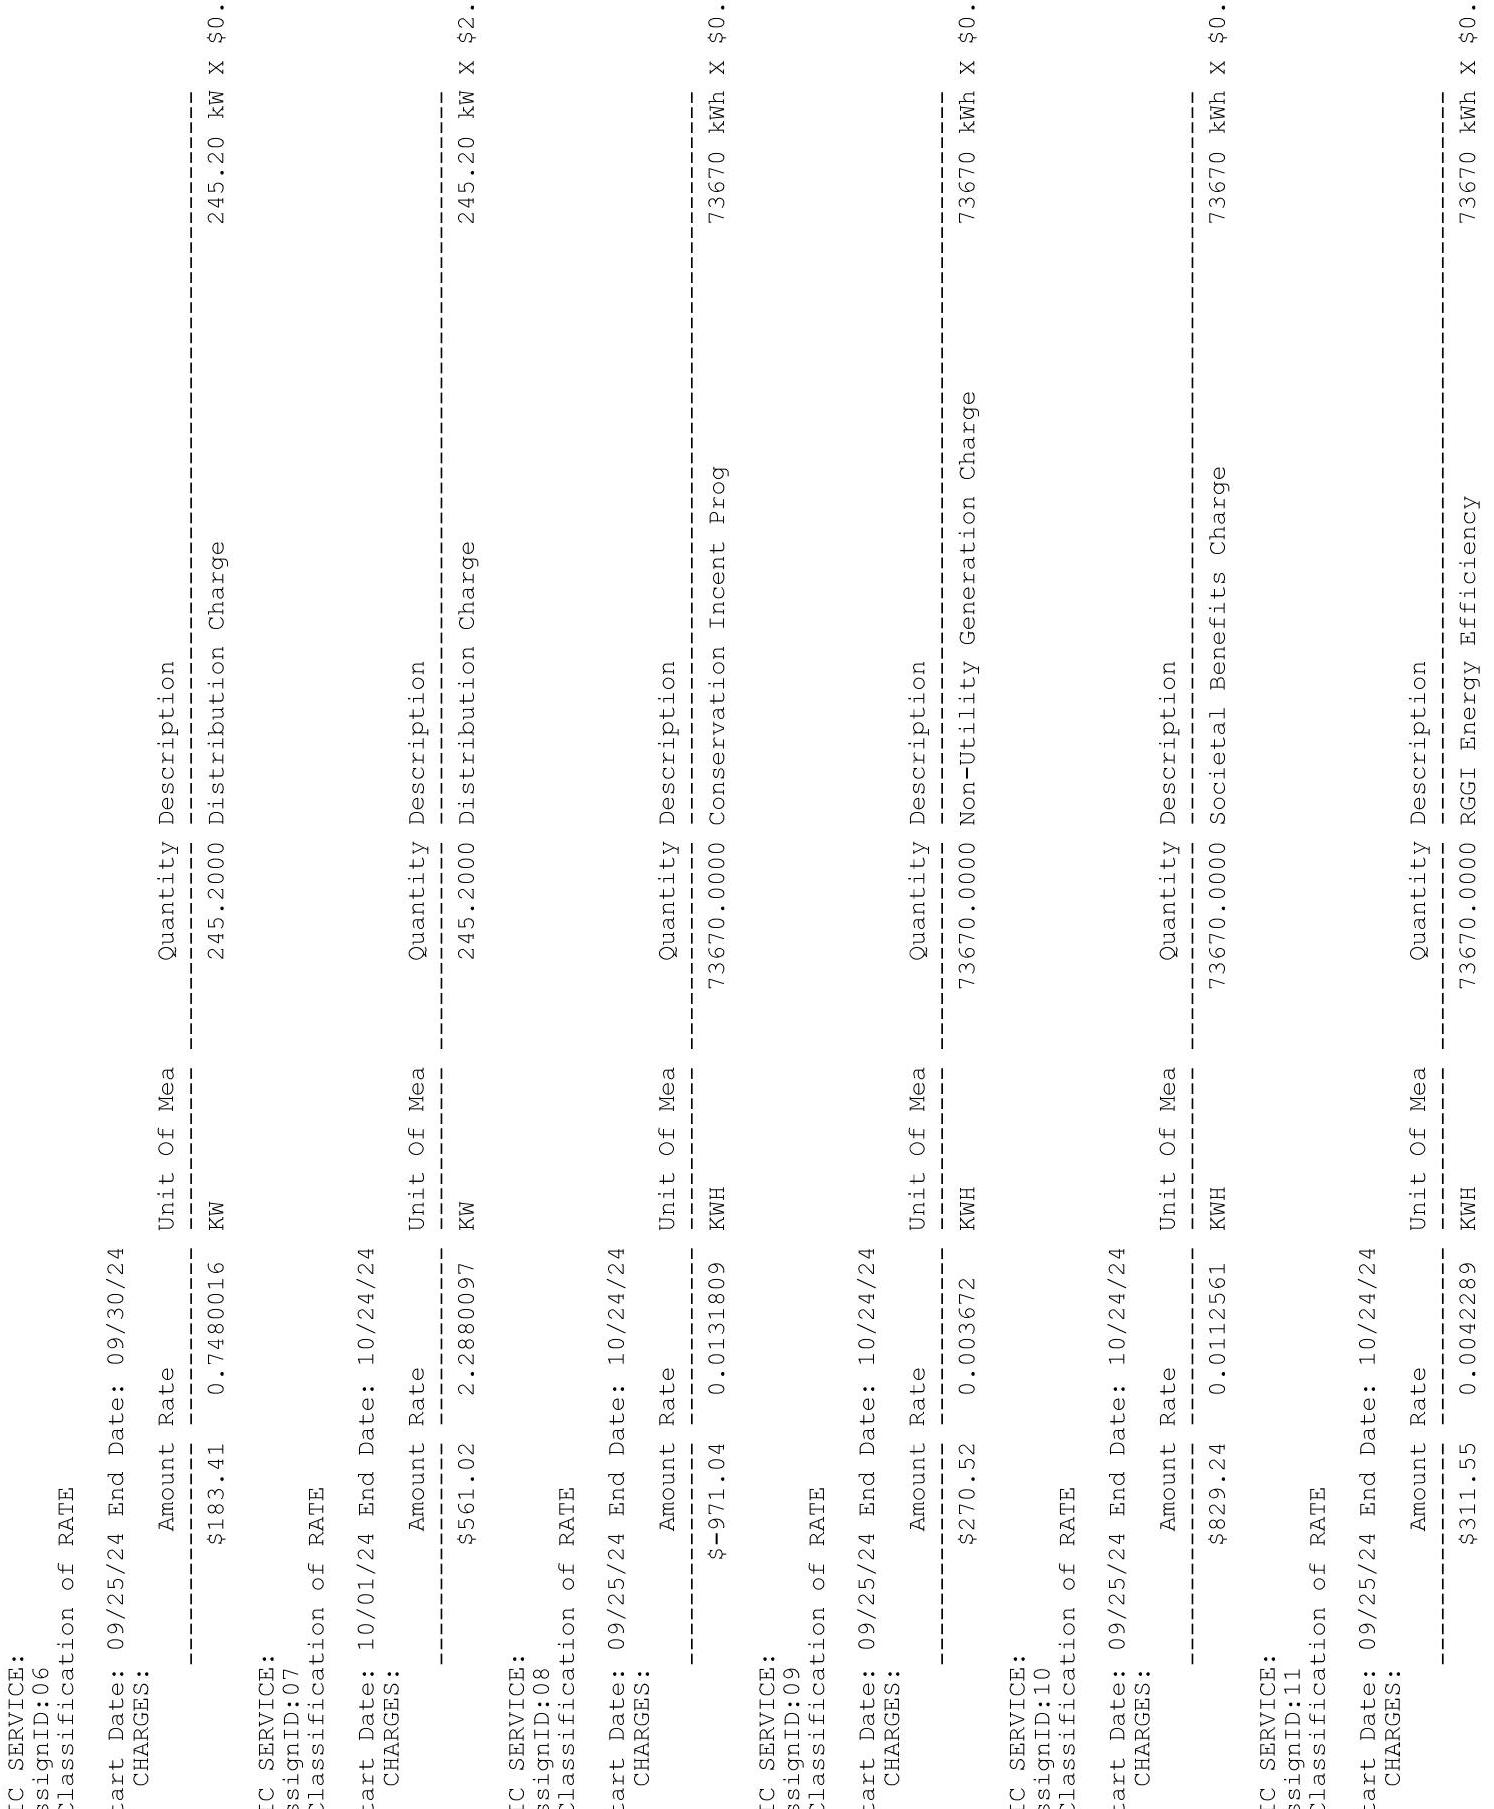 IC SERVICE:
ssignID:06
Classification of RATE
tart Date: 09/25/24 End Date: 09/30/24
CHARGES:
Amount Rate Unit Of Mea Quantity Description
$183.41 0.7480016 KW 245.2000 Distribution Charge 245.20 kW X $0.
IC SERVICE:
ssignID:07
Classification of RATE
tart Date: 10/01/24 End Date: 10/24/24
CHARGES:
Amount Rate Unit Of Mea Quantity Description
$561.02 2.2880097 KW 245.2000 Distribution Charge 245.20 kW X $2.
IC SERVICE:
ssignID:08
Classification of RATE
tart Date: 09/25/24 End Date: 10/24/24
CHARGES:
Amount Rate Unit Of Mea Quantity Description
$-971.04 0.0131809 KWH 73670.0000 Conservation Incent Prog 73670 kWh X $0.
IC SERVICE:
ssignID:09
Classification of RATE
tart Date: 09/25/24 End Date: 10/24/24
CHARGES:
Amount Rate Unit Of Mea Quantity Description
$270.52 0.003672 KWH 73670.0000 Non-Utility Generation Charge 73670 kWh X $0.
IC SERVICE:
ssignID:10
Classification of RATE
tart Date: 09/25/24 End Date: 10/24/24
CHARGES:
Amount Rate Unit Of Mea Quantity Description
$829.24 0.0112561 KWH 73670.0000 Societal Benefits Charge 73670 kWh X $0.
IC SERVICE:
ssignID:11
Classification of RATE
tart Date: 09/25/24 End Date: 10/24/24
CHARGES:
Amount Rate Unit Of Mea Quantity Description
$311.55 0.0042289 KWH 73670.0000 RGGI Energy Efficiency 73670 kWh X $0.